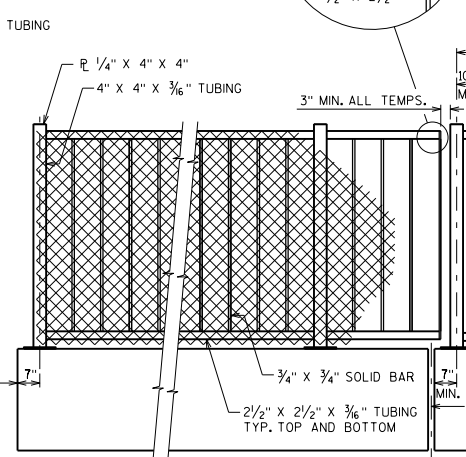 TUBING
℄ 1/4" X 4" X 4"
4" X 4" X 3/16" TUBING
3" MIN. ALL TEMPS.
10
M
7"
7"
MIN.
3/4" X 3/4" SOLID BAR
2 1/2" X 2 1/2" X 3/16" TUBING
TYP. TOP AND BOTTOM